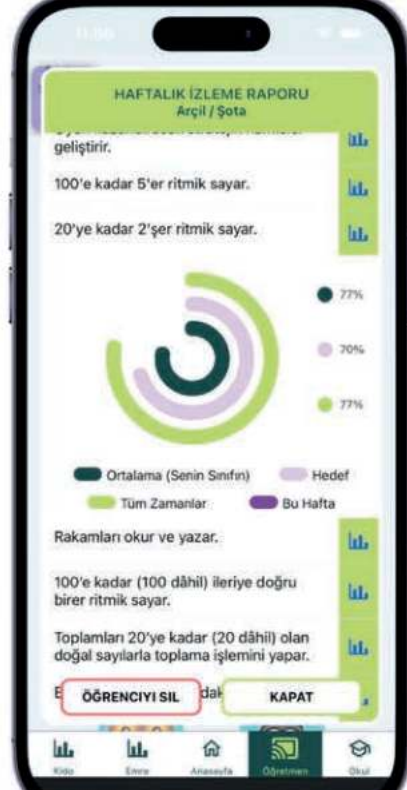 HAFTALIK İZLEME RAPORU
Arçil / Şota
geliştirir.
100'e kadar 5'er ritmik sayar.
20'ye kadar 2'şer ritmik sayar.
77%
70%
77%
Ortalama (Senin Sınıfın)
Hedef
Tüm Zamanlar
Bu Hafta
Rakamları okur ve yazar.
100'e kadar (100 dâhil) ileriye doğru
birer ritmik sayar.
Toplamları 20'ye kadar (20 dâhil) olan
doğal sayılarla toplama işlemini yapar.
ÖĞRENCİYİ SİL
KAPAT
Kido
Emre
Anasayfa
Öğretmen
Okul